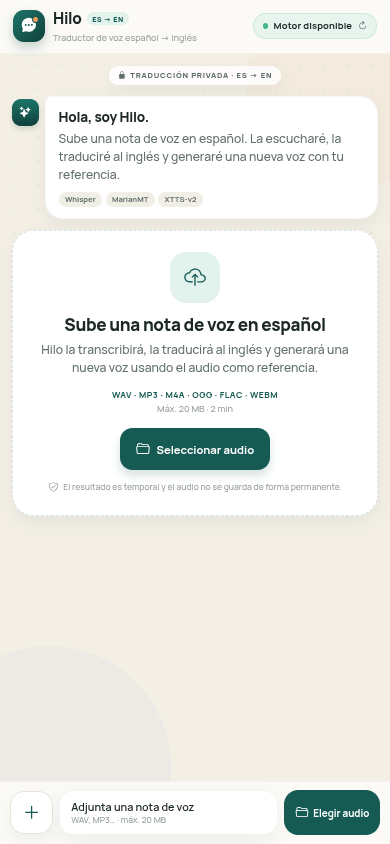 Hilo ES → EN
Traductor de voz español → inglés
Motor disponible
TRADUCCIÓN PRIVADA · ES → EN
Hola, soy Hilo.
Sube una nota de voz en español. La escucharé, la
traduciré al inglés y generaré una nueva voz con tu
referencia.
Whisper MarianMT XTTS-v2
Sube una nota de voz en español
Hilo la transcribirá, la traducirá al inglés y generará una
nueva voz usando el audio como referencia.
WAV · MP3 · M4A · OGG · FLAC · WEBM
Máx. 20 MB · 2 min
Seleccionar audio
El resultado es temporal y el audio no se guarda de forma permanente.
Adjunta una nota de voz
WAV, MP3… · máx. 20 MB
Elegir audio